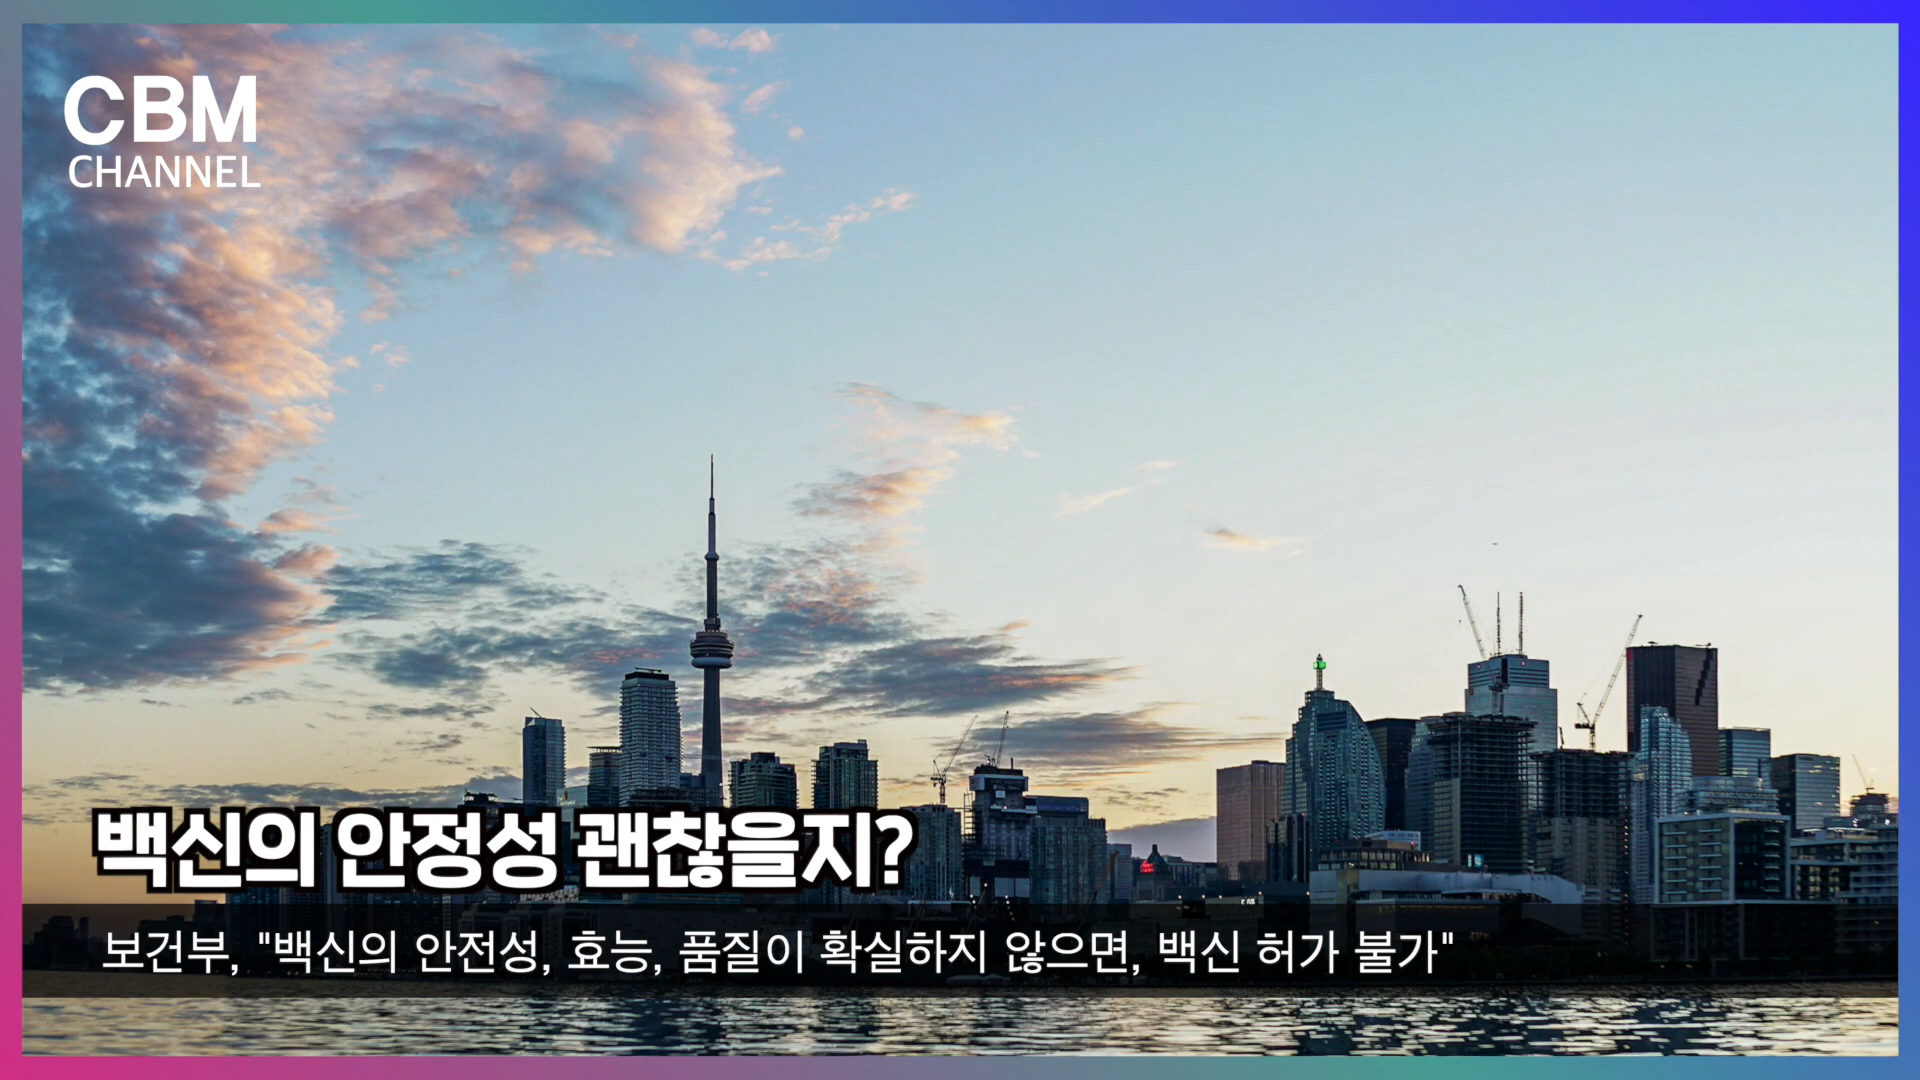 CBM
CHANNEL
백신의 안정성 괜찮을지?
보건부, "백신의 안전성, 효능, 품질이 확실하지 않으면, 백신 허가 불가"